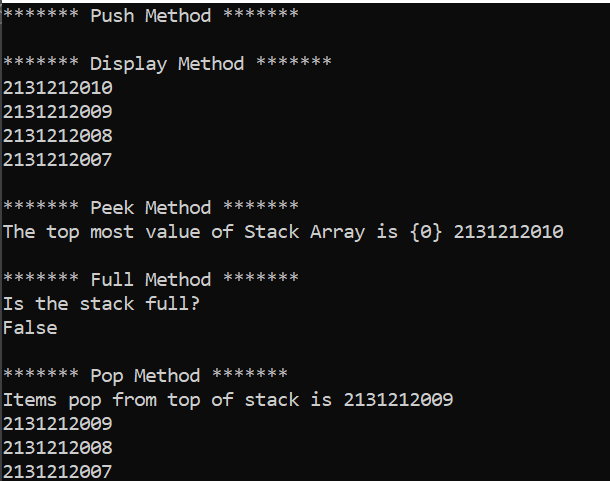 ******* Push Method *******
******* Display Method *******
2131212010
2131212009
2131212008
2131212007
******* Peek Method *******
The top most value of Stack Array is {0} 2131212010
******* Full Method *******
Is the stack full?
False
******* Pop Method *******
Items pop from top of stack is 2131212009
2131212009
2131212008
2131212007